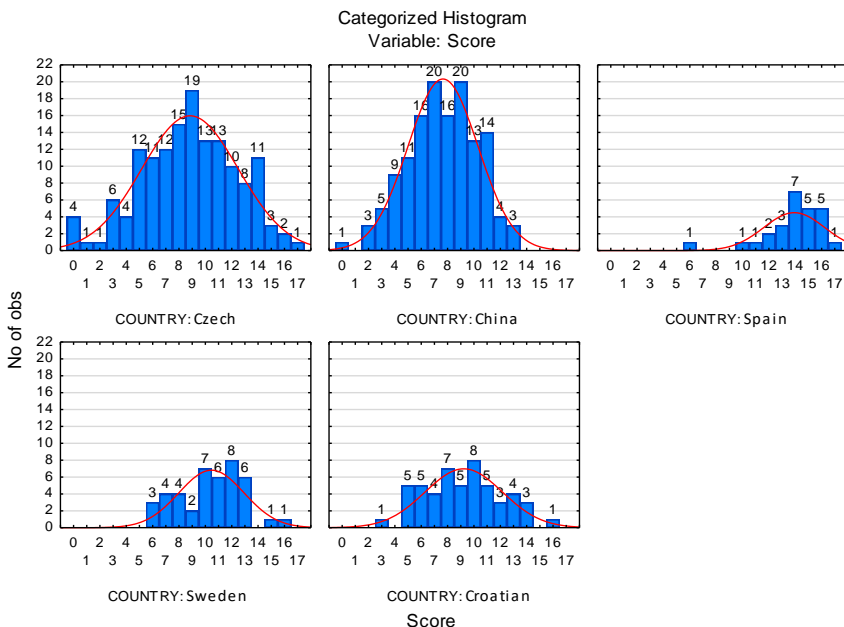 Categorized Histogram
Variable: Score
No of obs
22
20
18
16
14
12
10
8
6
4
2
0
4 1 1 6 4 12 11 12 15 19 13 13 10 8 11 3 2 1
0 2 4 6 8 10 12 14 16
1 3 5 7 9 11 13 15 17
COUNTRY: Czech
1 3 5 9 11 16 20 16 20 13 14 4 3
0 2 4 6 8 10 12 14 16
1 3 5 7 9 11 13 15 17
COUNTRY: China
1 1 1 2 3 7 5 5 1
0 2 4 6 8 10 12 14 16
1 3 5 7 9 11 13 15 17
COUNTRY: Spain
22
20
18
16
14
12
10
8
6
4
2
0
3 4 4 2 7 6 8 6 1 1
0 2 4 6 8 10 12 14 16
1 3 5 7 9 11 13 15 17
COUNTRY: Sweden
1 5 5 4 7 5 8 5 3 4 3 1
0 2 4 6 8 10 12 14 16
1 3 5 7 9 11 13 15 17
COUNTRY: Croatian
Score